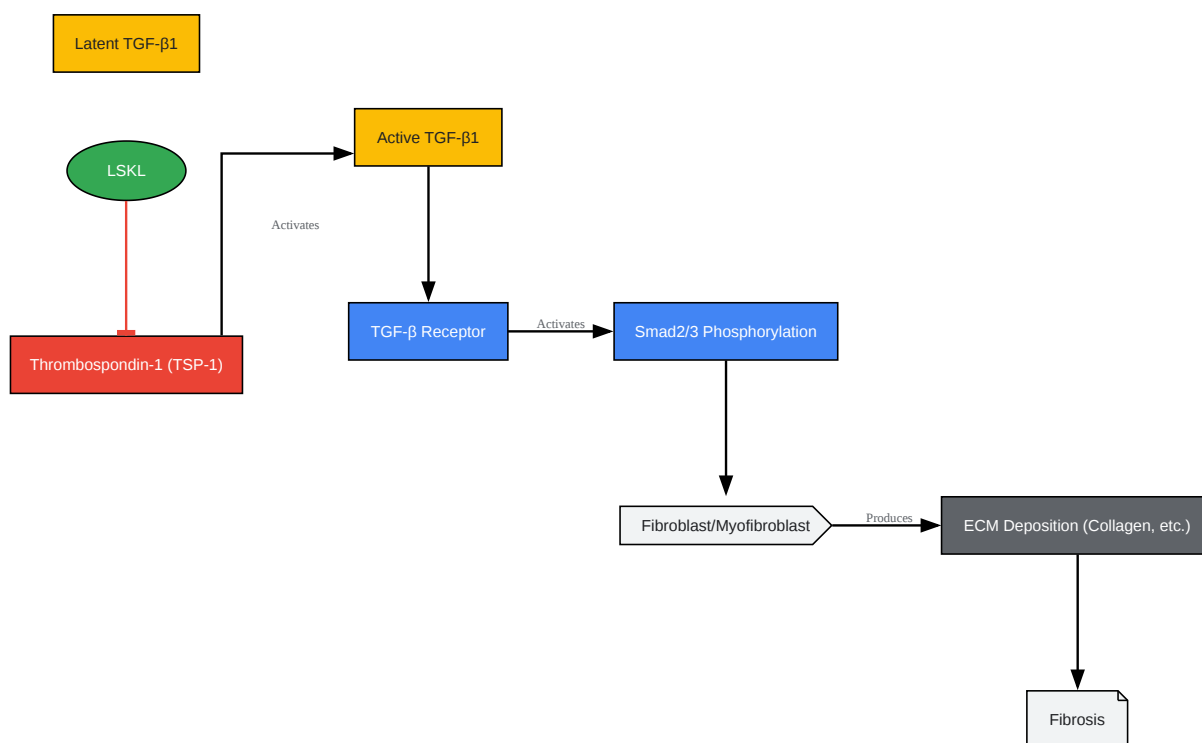 Latent TGF-β1
Active TGF-β1
LSKL
Activates
TGF-β Receptor
Activates
Smad2/3 Phosphorylation
Thrombospondin-1 (TSP-1)
Fibroblast/Myofibroblast
Produces
ECM Deposition (Collagen, etc.)
Fibrosis